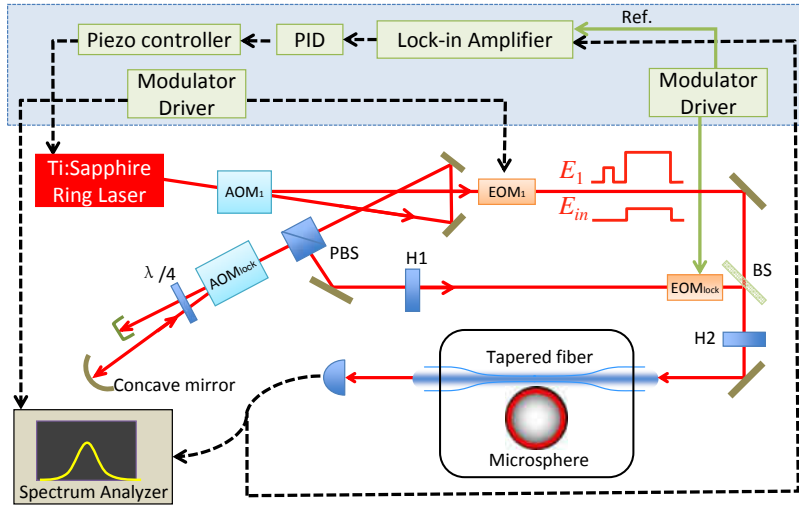 Ref.
Piezo controller
PID
Lock-in Amplifier
Modulator
Driver
Modulator
Driver
Ti:Sapphire
Ring Laser
AOM1
EOM1
E1
Ein
PBS
AOMlock
λ /4
H1
EOMlock
BS
H2
Concave mirror
Tapered fiber
Microsphere
Spectrum Analyzer